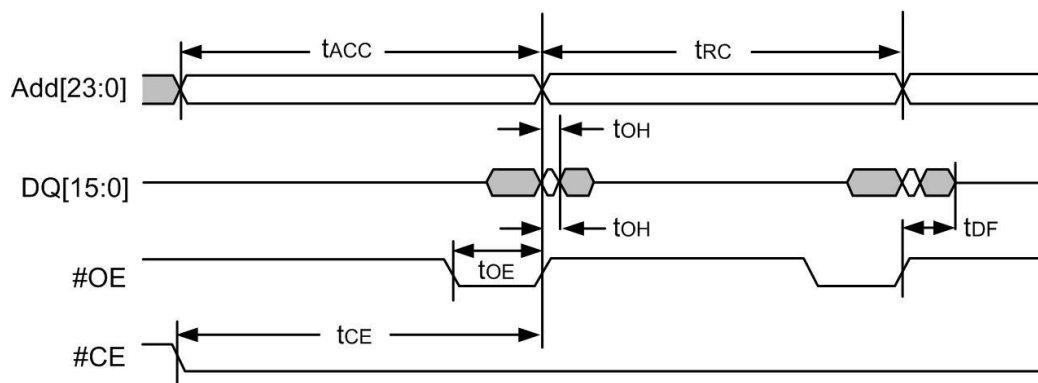 tACC
tRC
Add[23:0]
tOH
DQ[15:0]
tOH
tDF
tOE
#OE
tCE
#CE